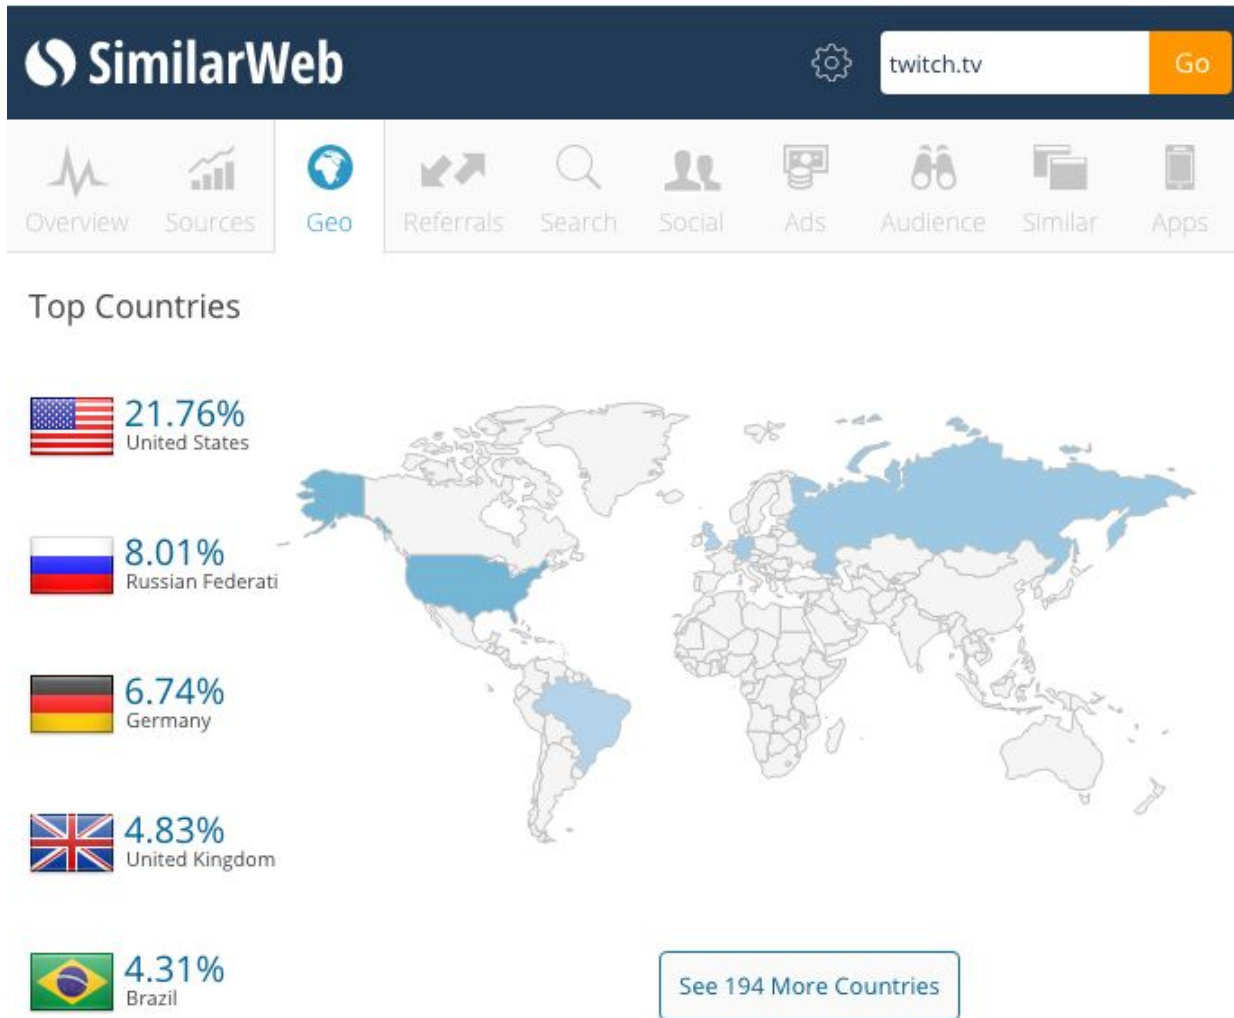 SimilarWeb
twitch.tv
Go
Overview
Sources
Geo
Referrals
Search
Social
Ads
Audience
Similar
Apps
Top Countries
21.76%
United States
8.01%
Russian Federati
6.74%
Germany
4.83%
United Kingdom
4.31%
Brazil
See 194 More Countries